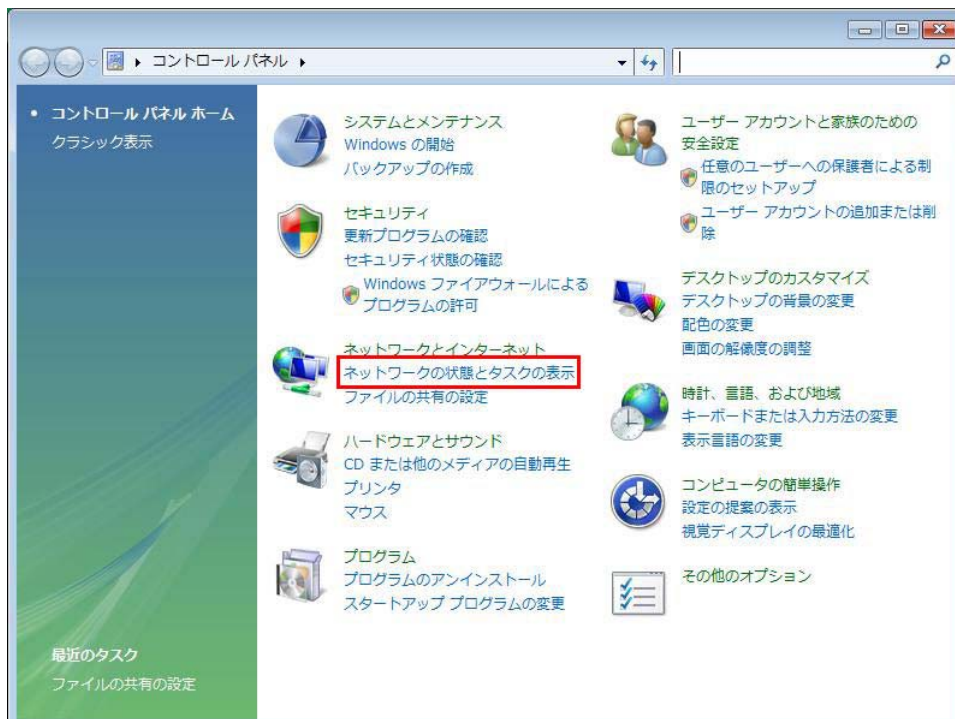 コントロール パネル
コントロール パネル ホーム
クラシック表示
システムとメンテナンス
Windows の開始
バックアップの作成
セキュリティ
更新プログラムの確認
セキュリティ状態の確認
Windows ファイアウォールによる
プログラムの許可
ネットワークとインターネット
ネットワークの状態とタスクの表示
ファイルの共有の設定
ハードウェアとサウンド
CD または他のメディアの自動再生
プリンタ
マウス
プログラム
プログラムのアンインストール
スタートアップ プログラムの変更
ユーザー アカウントと家族のための
安全設定
任意のユーザーへの保護者による制
限のセットアップ
ユーザー アカウントの追加または削
除
デスクトップのカスタマイズ
デスクトップの背景の変更
配色の変更
画面の解像度の調整
時計、言語、および地域
キーボードまたは入力方法の変更
表示言語の変更
コンピュータの簡単操作
設定の提案の表示
視覚ディスプレイの最適化
その他のオプション
最近のタスク
ファイルの共有の設定